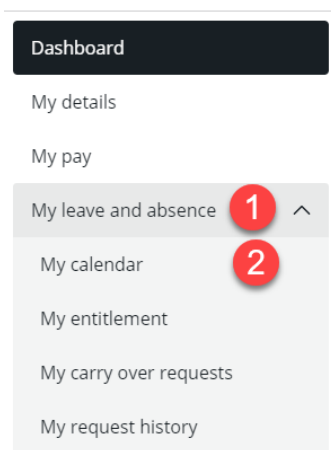 Dashboard
My details
My pay
My leave and absence 1
My calendar 2
My entitlement
My carry over requests
My request history